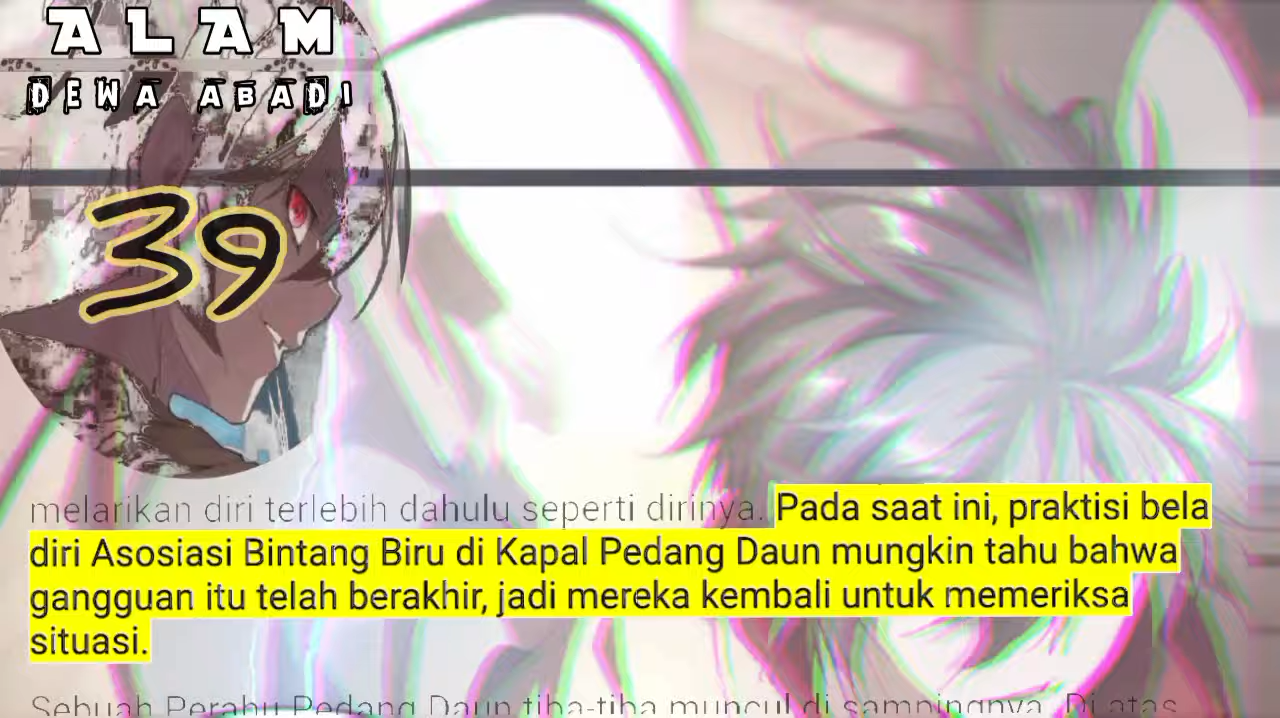 ALAM
DEWA ABADI
39
melarikan diri terlebih dahulu seperti dirinya. Pada saat ini, praktisi bela
diri Asosiasi Bintang Biru di Kapal Pedang Daun mungkin tahu bahwa
gangguan itu telah berakhir, jadi mereka kembali untuk memeriksa
situasi.
Sebuah Perahu Pedang Daun tiba-tiba muncul di sampingnya. Di atas